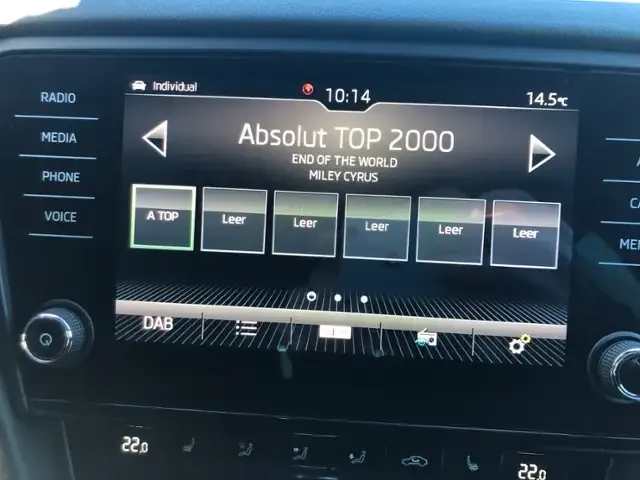 RADIO
MEDIA
PHONE
VOICE
Individual
10:14
14.5°C
Absolut TOP 2000
END OF THE WORLD
MILEY CYRUS
A TOP
Leer
Leer
Leer
Leer
Leer
DAB
1
22.0
22.0